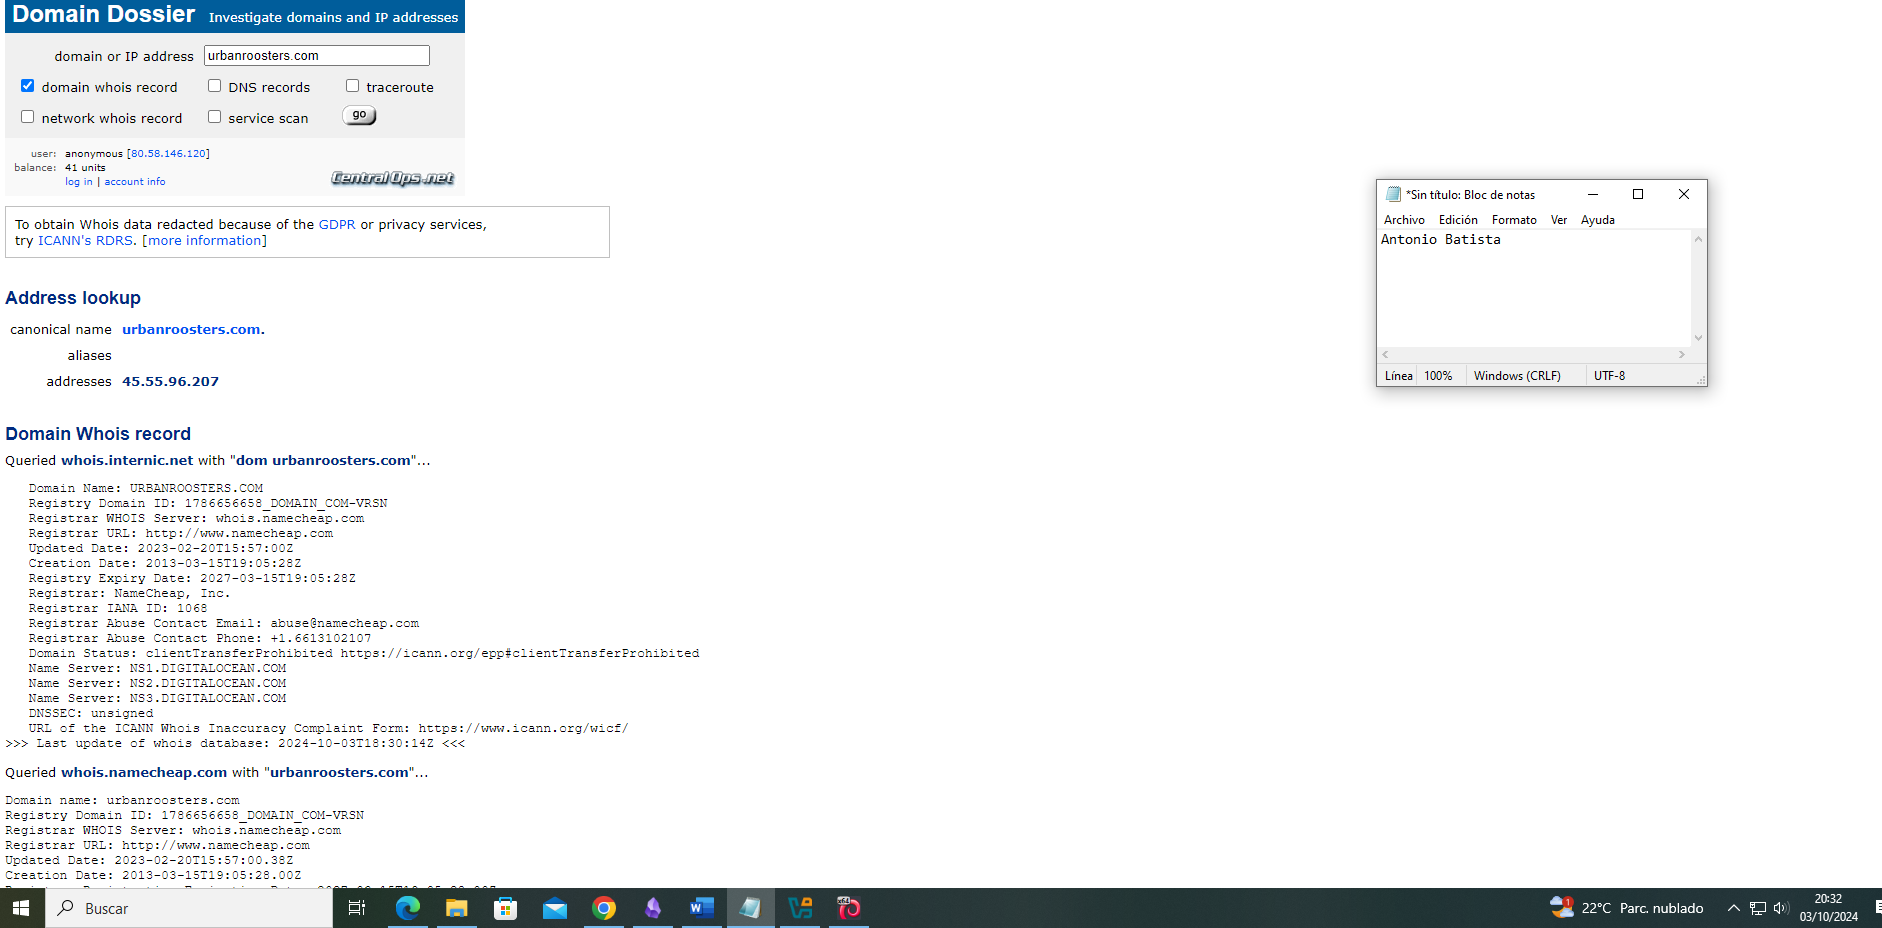 Domain Dossier Investigate domains and IP addresses
domain or IP address urbanroosters.com
domain whois record DNS records traceroute
network whois record service scan go
user: anonymous [80.58.146.120]
balance: 41 units
log in | account info
CentralOps.net
To obtain Whois data redacted because of the GDPR or privacy services,
try ICANN's RDRS. [more information]
Address lookup
canonical name urbanroosters.com.
aliases
addresses 45.55.96.207
Domain Whois record
Queried whois.internic.net with "dom urbanroosters.com"...
Domain Name: URBANROOSTERS.COM
Registry Domain ID: 1786656658_DOMAIN_COM-VRSN
Registrar WHOIS Server: whois.namecheap.com
Registrar URL: http://www.namecheap.com
Updated Date: 2023-02-20T15:57:00Z
Creation Date: 2013-03-15T19:05:28Z
Registry Expiry Date: 2027-03-15T19:05:28Z
Registrar: NameCheap, Inc.
Registrar IANA ID: 1068
Registrar Abuse Contact Email: abuse@namecheap.com
Registrar Abuse Contact Phone: +1.6613102107
Domain Status: clientTransferProhibited https://icann.org/epp#clientTransferProhibited
Name Server: NS1.DIGITALOCEAN.COM
Name Server: NS2.DIGITALOCEAN.COM
Name Server: NS3.DIGITALOCEAN.COM
DNSSEC: unsigned
URL of the ICANN Whois Inaccuracy Complaint Form: https://www.icann.org/wicf/
>>> Last update of whois database: 2024-10-03T18:30:14Z <<<
Queried whois.namecheap.com with "urbanroosters.com"...
Domain name: urbanroosters.com
Registry Domain ID: 1786656658_DOMAIN_COM-VRSN
Registrar WHOIS Server: whois.namecheap.com
Registrar URL: http://www.namecheap.com
Updated Date: 2023-02-20T15:57:00.38Z
Creation Date: 2013-03-15T19:05:28.00Z
*Sin título: Bloc de notas
Archivo Edición Formato Ver Ayuda
Antonio Batista
Línea 100% Windows (CRLF) UTF-8
Buscar
22°C Parc. nublado
20:32
03/10/2024